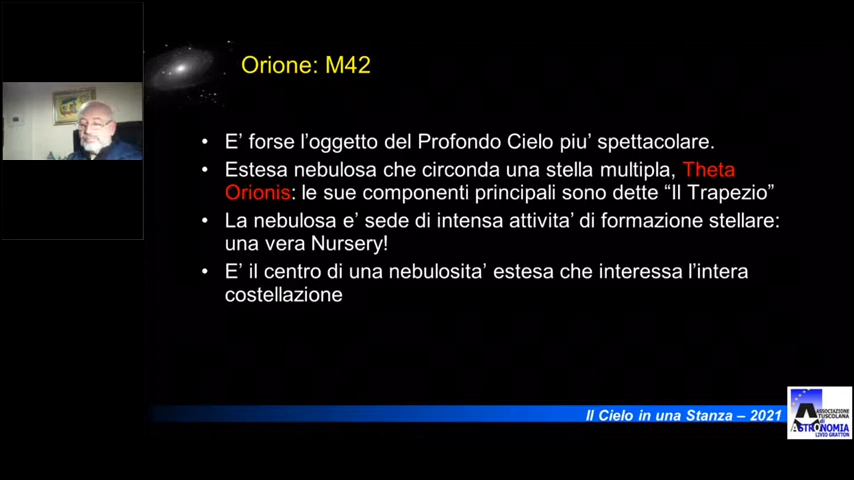 Orione: M42
• E' forse l'oggetto del Profondo Cielo piu' spettacolare.
• Estesa nebulosa che circonda una stella multipla, Theta
Orionis: le sue componenti principali sono dette “Il Trapezio”
• La nebulosa e' sede di intensa attivita' di formazione stellare:
una vera Nursery!
• E' il centro di una nebulosita' estesa che interessa l'intera
costellazione
Il Cielo in una Stanza – 2021
ASSOCIAZIONE
TUSCOLANA
di
ASTRONOMIA
LIVIO GRATTON